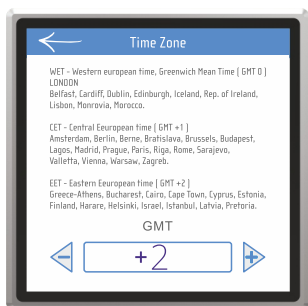 Time Zone
WET - Western european time, Greenwich Mean Time ( GMT 0 )
LONDON
Belfast, Cardiff, Dublin, Edinburgh, Iceland, Rep. of Ireland,
Lisbon, Monrovia, Morocco.
CET - Central Eeuropean time ( GMT +1 )
Amsterdam, Berlin, Berne, Bratislava, Brussels, Budapest,
Lagos, Madrid, Prague, Paris, Riga, Rome, Sarajevo,
Valletta, Vienna, Warsaw, Zagreb.
EET - Eastern Eeuropean time ( GMT +2 )
Greece-Athens, Bucharest, Cairo, Cape Town, Cyprus, Estonia,
Finland, Harare, Helsinki, Israel, Istanbul, Latvia, Pretoria.
GMT
- +2 +